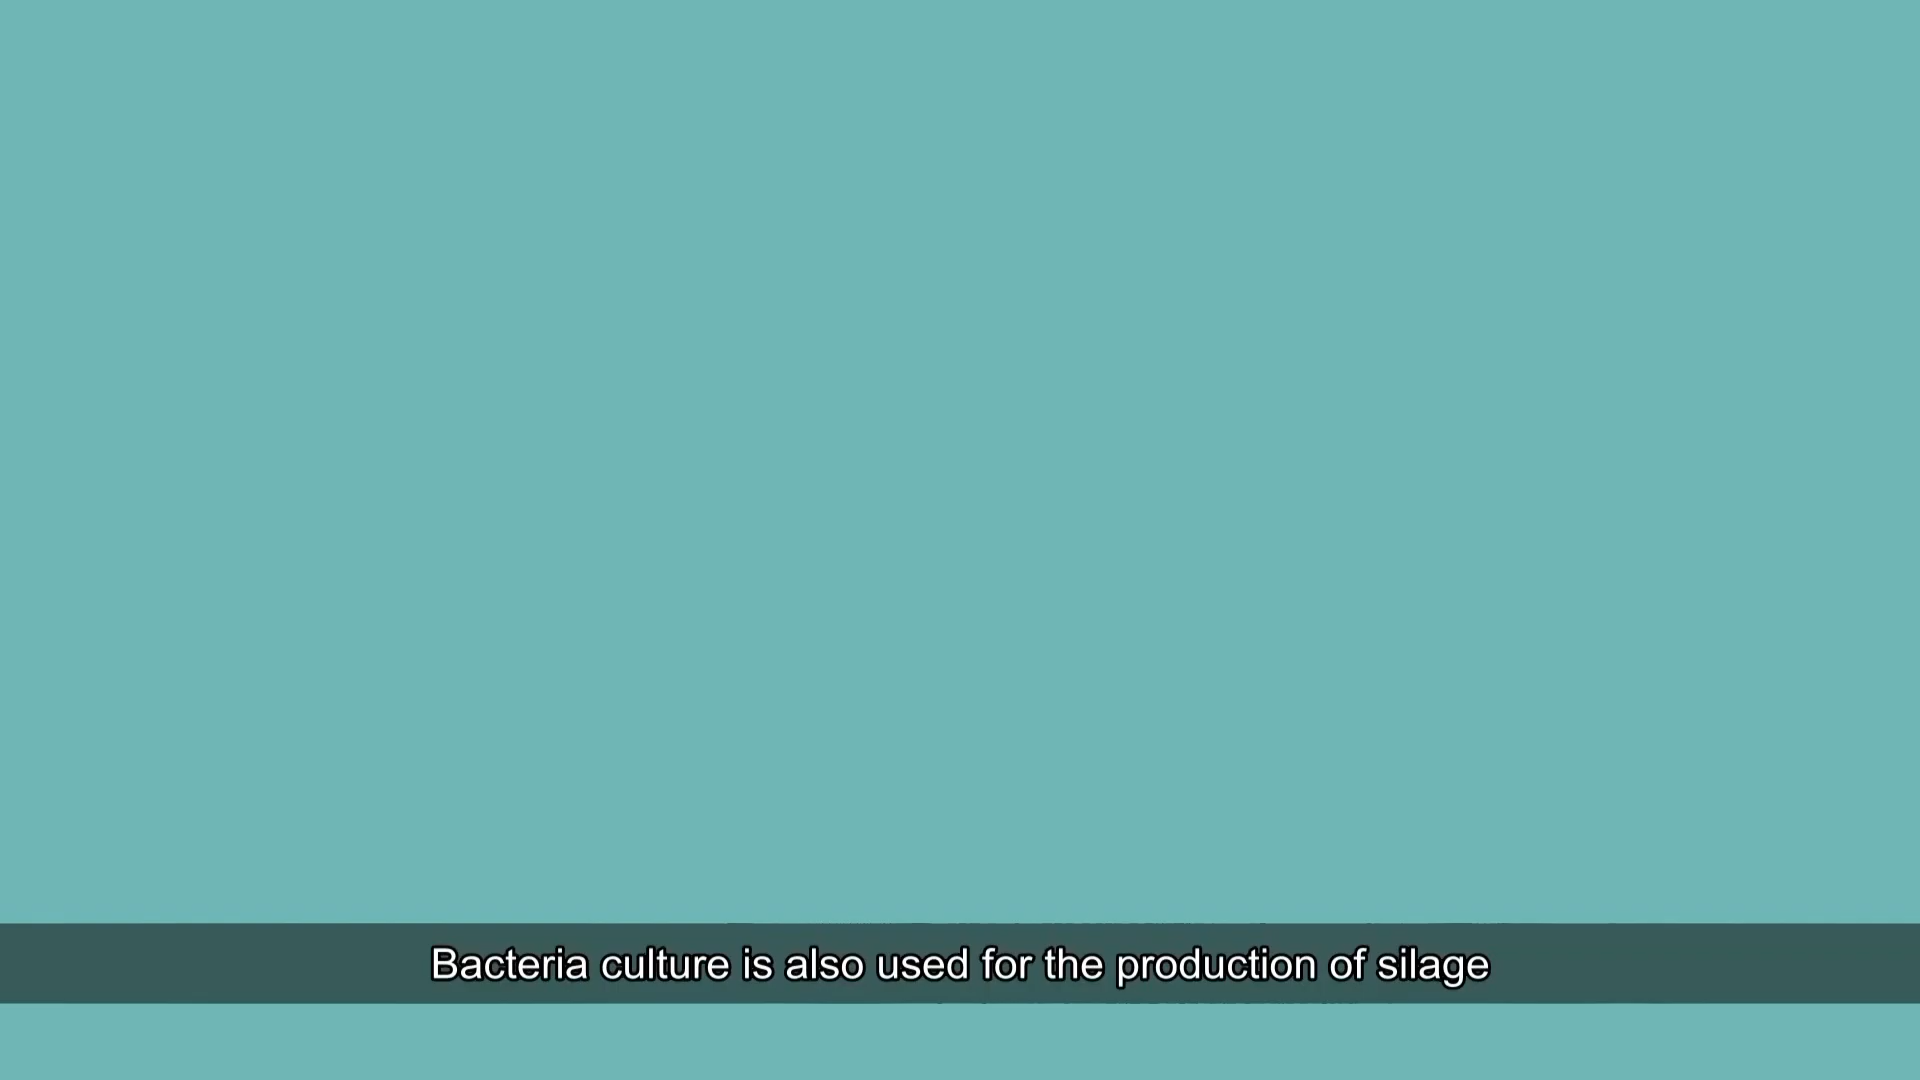 Bacteria culture is also used for the production of silage